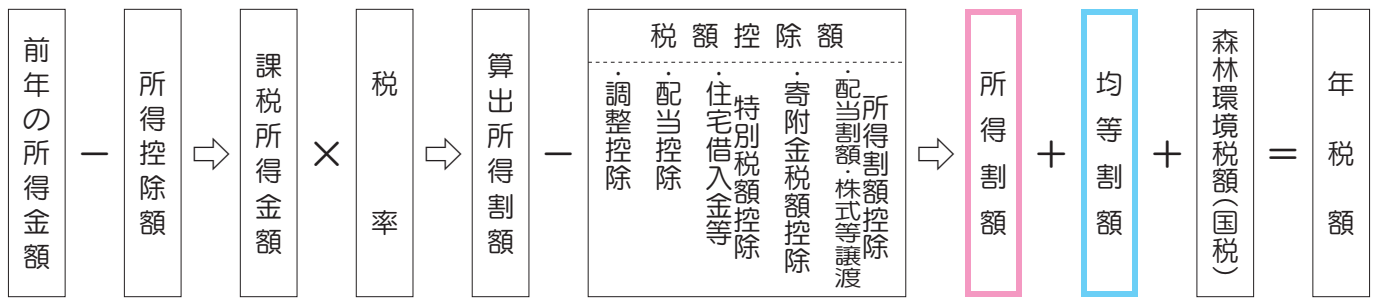 前年の所得金額
−
所得控除額
⇨
課税所得金額
×
税率
⇨
算出所得割額
−
税額控除額
・調整控除
・配当控除
・住宅借入金等
特別税額控除
・寄附金税額控除
・配当割額・株式等譲渡
所得割額控除
⇨
所得割額
+
均等割額
+
森林環境税額(国税)
=
年税額